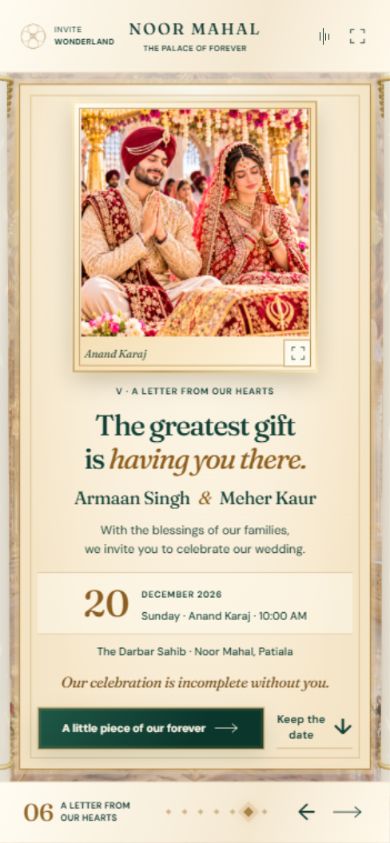 INVITE
WONDERLAND
NOOR MAHAL
THE PALACE OF FOREVER
Anand Karaj
V · A LETTER FROM OUR HEARTS
The greatest gift
is having you there.
Armaan Singh & Meher Kaur
With the blessings of our families,
we invite you to celebrate our wedding.
20
DECEMBER 2026
Sunday · Anand Karaj · 10:00 AM
The Darbar Sahib · Noor Mahal, Patiala
Our celebration is incomplete without you.
A little piece of our forever
Keep the
date
06
A LETTER FROM
OUR HEARTS